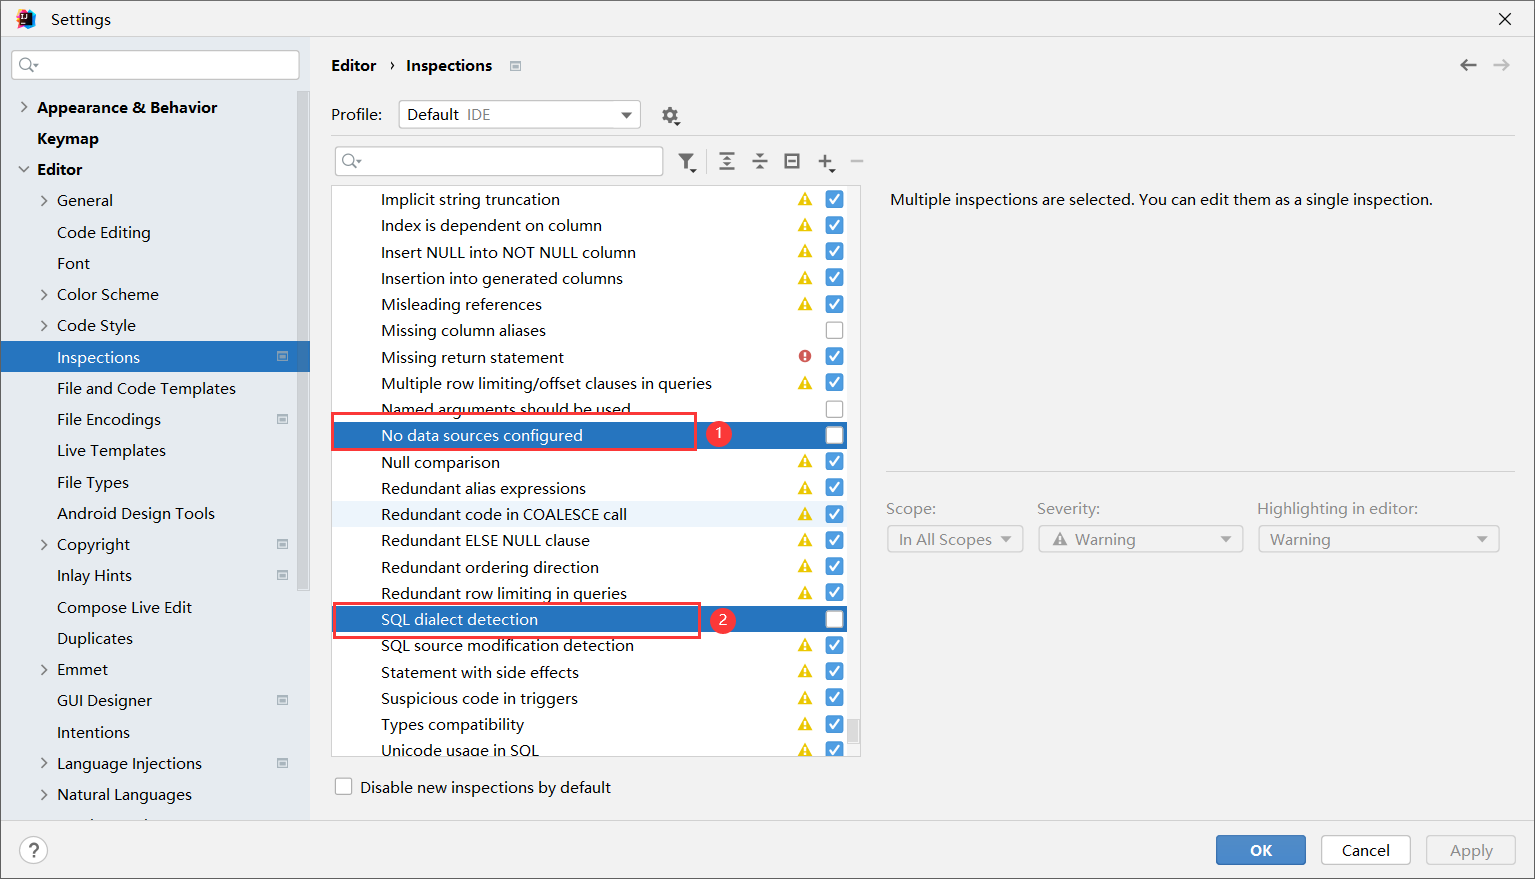 Settings
Editor › Inspections
Profile: Default IDE
Appearance & Behavior
Keymap
Editor
General
Code Editing
Font
Color Scheme
Code Style
Inspections
File and Code Templates
File Encodings
Live Templates
File Types
Android Design Tools
Copyright
Inlay Hints
Compose Live Edit
Duplicates
Emmet
GUI Designer
Intentions
Language Injections
Natural Languages
Implicit string truncation
Index is dependent on column
Insert NULL into NOT NULL column
Insertion into generated columns
Misleading references
Missing column aliases
Missing return statement
Multiple row limiting/offset clauses in queries
Named arguments should be used
No data sources configured 1
Null comparison
Redundant alias expressions
Redundant code in COALESCE call
Redundant ELSE NULL clause
Redundant ordering direction
Redundant row limiting in queries
SQL dialect detection 2
SQL source modification detection
Statement with side effects
Suspicious code in triggers
Types compatibility
Unicode usage in SQL
Disable new inspections by default
Multiple inspections are selected. You can edit them as a single inspection.
Scope: Severity: Highlighting in editor:
In All Scopes Warning Warning
? OK Cancel Apply